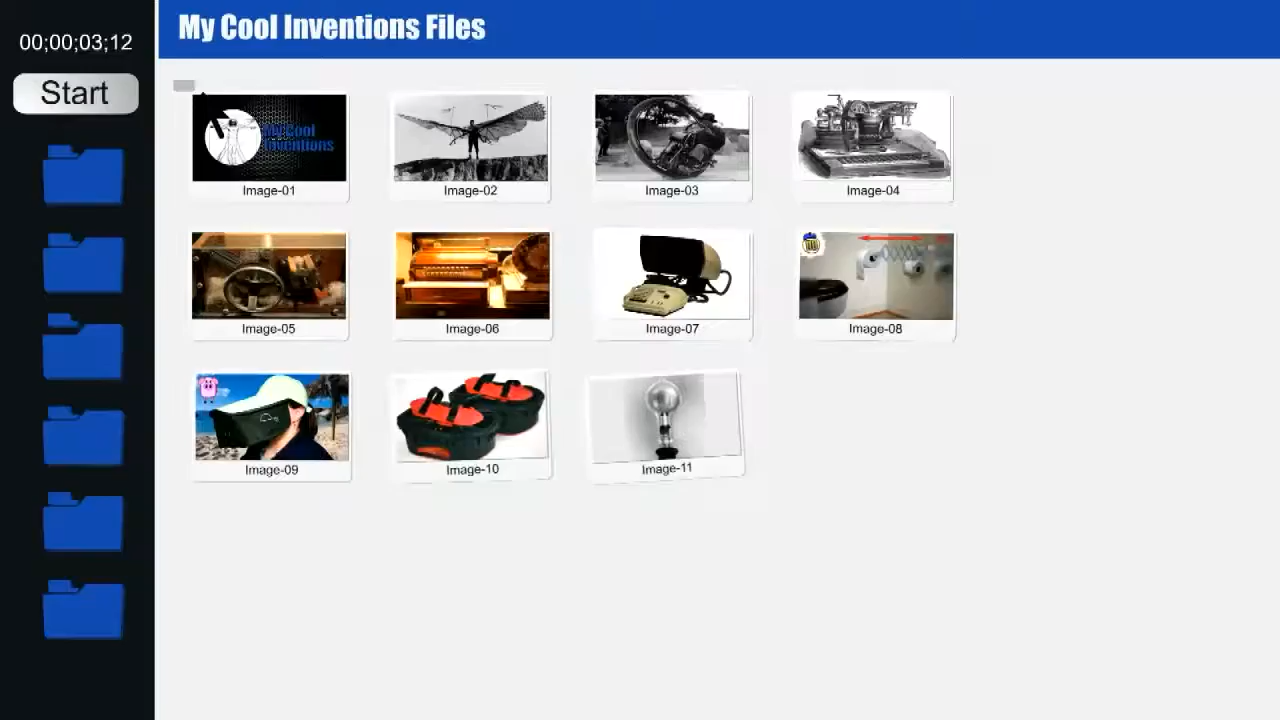 My Cool Inventions Files
00;00;03;12
Start
My Cool
Inventions
Image-01
Image-02
Image-03
Image-04
Image-05
Image-06
Image-07
Image-08
Image-09
Image-10
Image-11